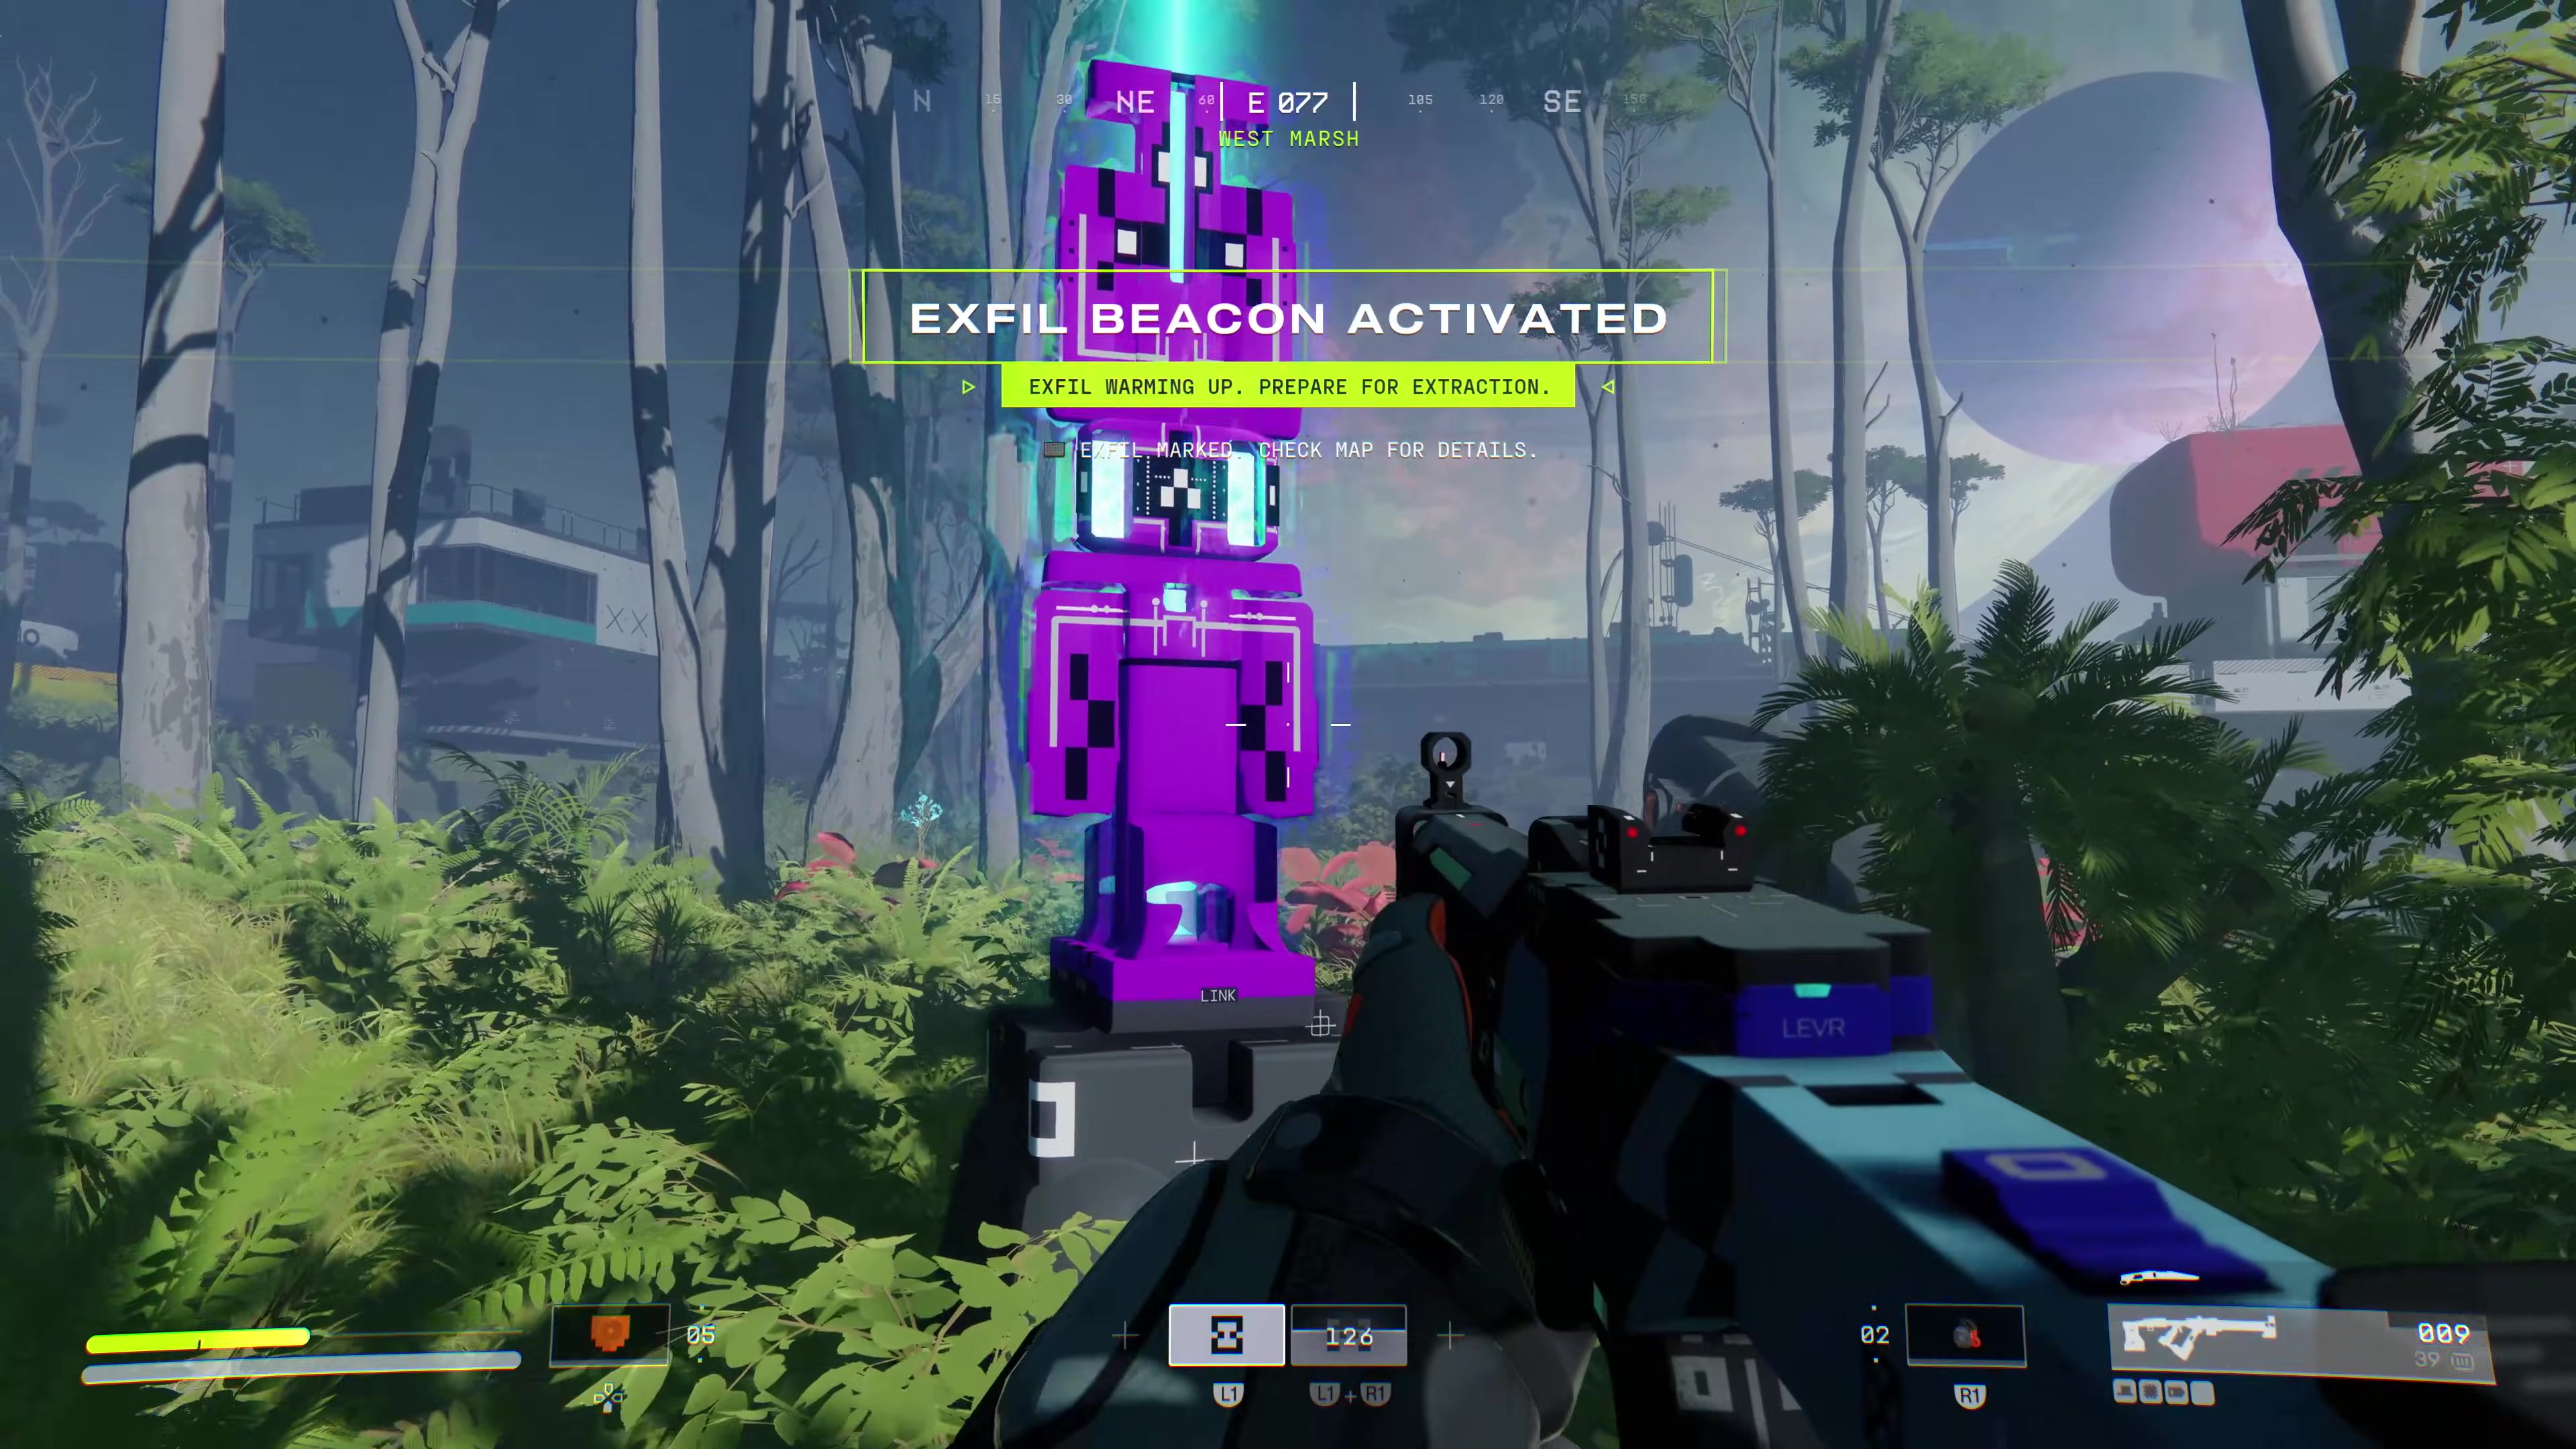 N 15 30 NE 60 E 077 105 120 SE 150
WEST MARSH
EXFIL BEACON ACTIVATED
EXFIL WARMING UP. PREPARE FOR EXTRACTION.
EXFIL MARKED. CHECK MAP FOR DETAILS.
XX
LINK
LEVR
05
126
02
009
39
L1
L1 + R1
R1